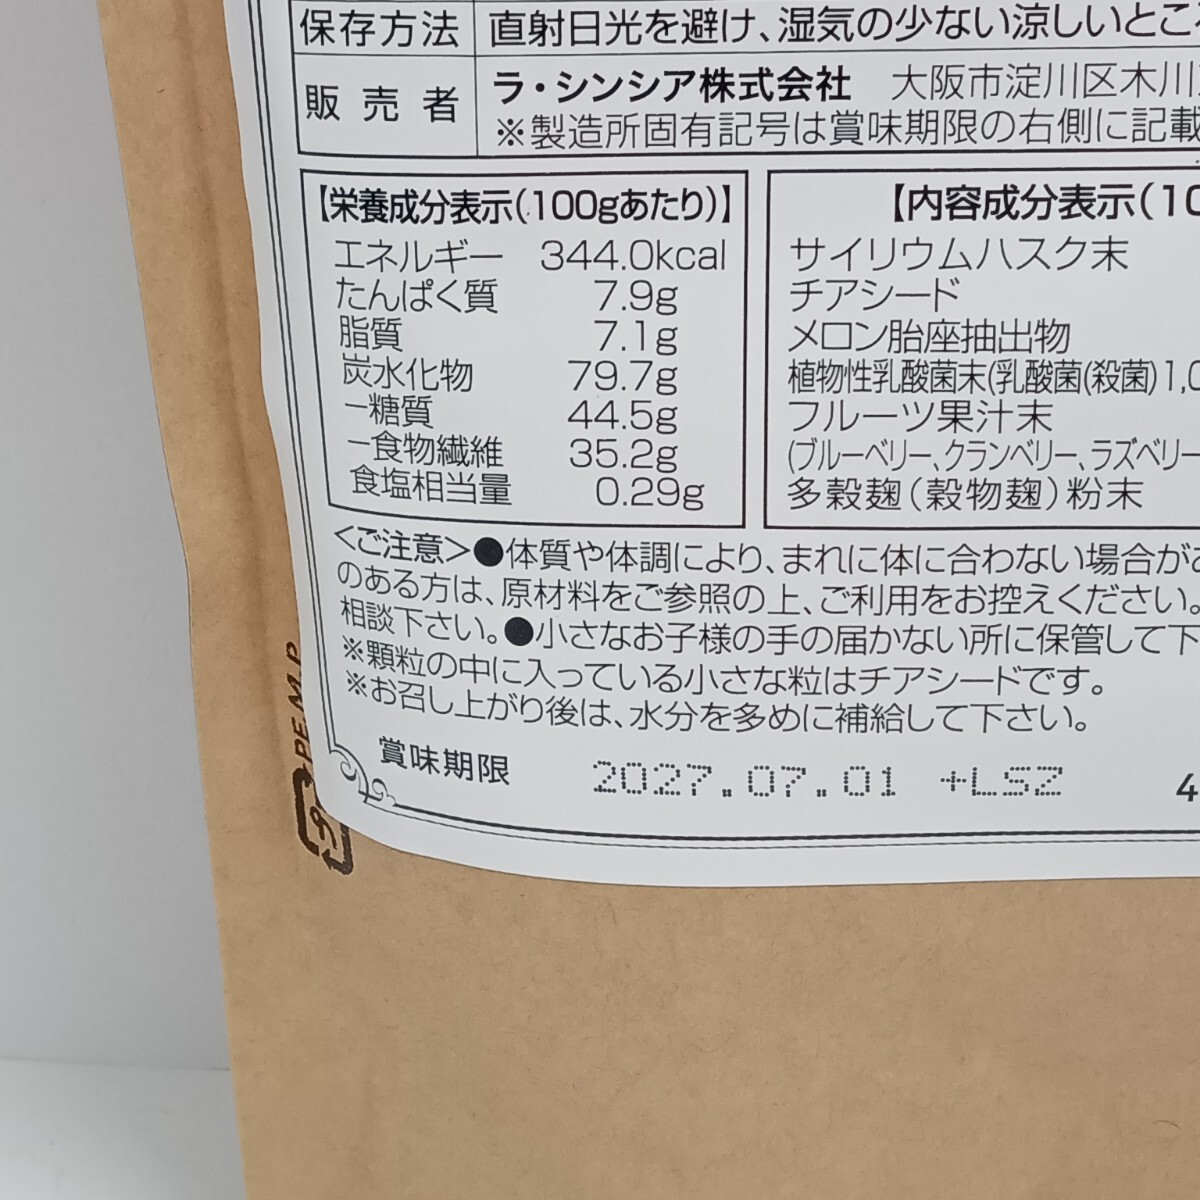 保存方法 直射日光を避け、湿気の少ない涼しいとこ
販売者 ラ・シンシア株式会社 大阪市淀川区木川
※製造所固有記号は賞味期限の右側に記載
【栄養成分表示(100gあたり)】
エネルギー 344.0kcal
たんぱく質 7.9g
脂質 7.1g
炭水化物 79.7g
－糖質 44.5g
－食物繊維 35.2g
食塩相当量 0.29g
【内容成分表示(10
サイリウムハスク末
チアシード
メロン胎座抽出物
植物性乳酸菌末(乳酸菌(殺菌)1,0
フルーツ果汁末
(ブルーベリー、クランベリー、ラズベリー
多穀麹(穀物麹)粉末
<ご注意>●体質や体調により、まれに体に合わない場合が
のある方は、原材料をご参照の上、ご利用をお控えください。
相談下さい。●小さなお子様の手の届かない所に保管して下
※顆粒の中に入っている小さな粒はチアシードです。
※お召し上がり後は、水分を多めに補給して下さい。
賞味期限 2027.07.01 +LSZ
4
PE.M.P